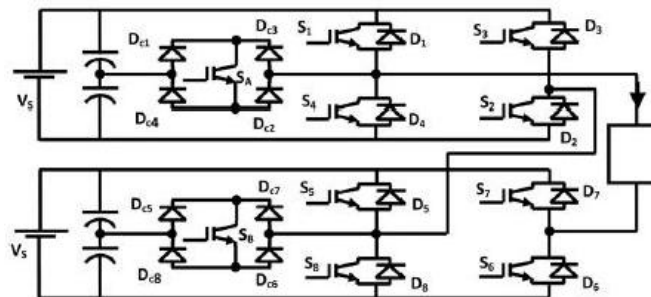 Dc1 Dc3 S1 D1 S3 D3
VS SA
Dc4 Dc2 S4 D4 S2 D2
Dc5 Dc7 S5 D5 S7 D7
VS SB
Dc8 Dc6 S8 D8 S6 D6